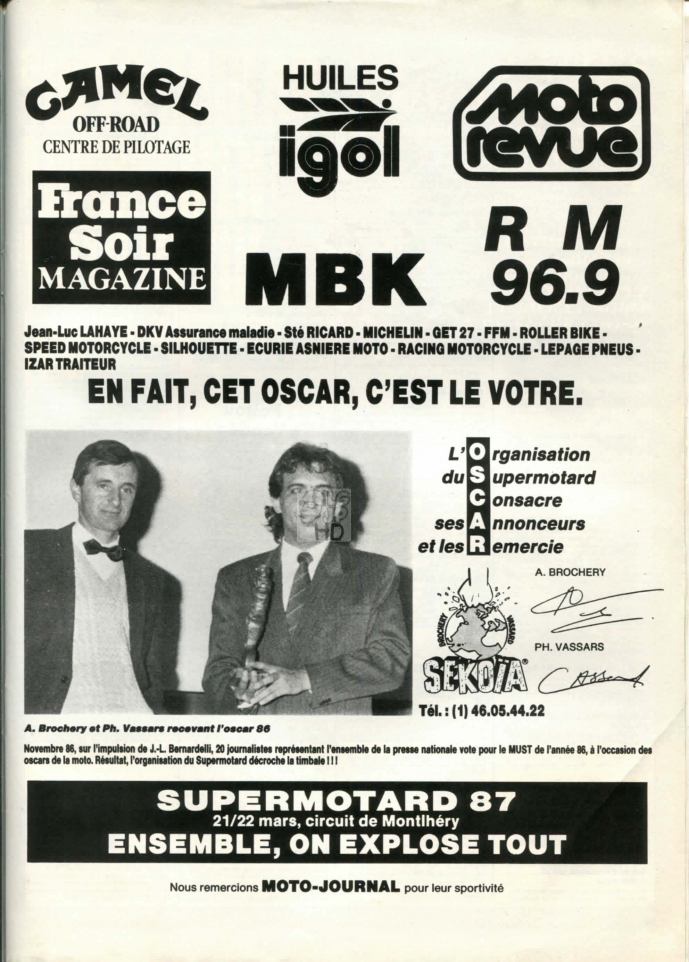 CAMEL
OFF-ROAD
CENTRE DE PILOTAGE
HUILES
igol
Moto
revue
France
Soir
MAGAZINE
MBK
R M
96.9
Jean-Luc LAHAYE - DKV Assurance maladie - Sté RICARD - MICHELIN - GET 27 - FFM - ROLLER BIKE -
SPEED MOTORCYCLE - SILHOUETTE - ECURIE ASNIERE MOTO - RACING MOTORCYCLE - LEPAGE PNEUS -
IZAR TRAITEUR
EN FAIT, CET OSCAR, C'EST LE VOTRE.
L'Organisation
du Supermotard
Consacre
ses Annonceurs
et les Remercie
HD
A. BROCHERY
BROCHERY VASSARD
PH. VASSARS
SEKOIA
Tél. : (1) 46.05.44.22
A. Brochery et Ph. Vassars recevant l'oscar 86
Novembre 86, sur l'impulsion de J.-L. Bernardelli, 20 journalistes représentant l'ensemble de la presse nationale vote pour le MUST de l'année 86, à l'occasion des
oscars de la moto. Résultat, l'organisation du Supermotard décroche la timbale !!!
SUPERMOTARD 87
21/22 mars, circuit de Montlhéry
ENSEMBLE, ON EXPLOSE TOUT
Nous remercions MOTO-JOURNAL pour leur sportivité